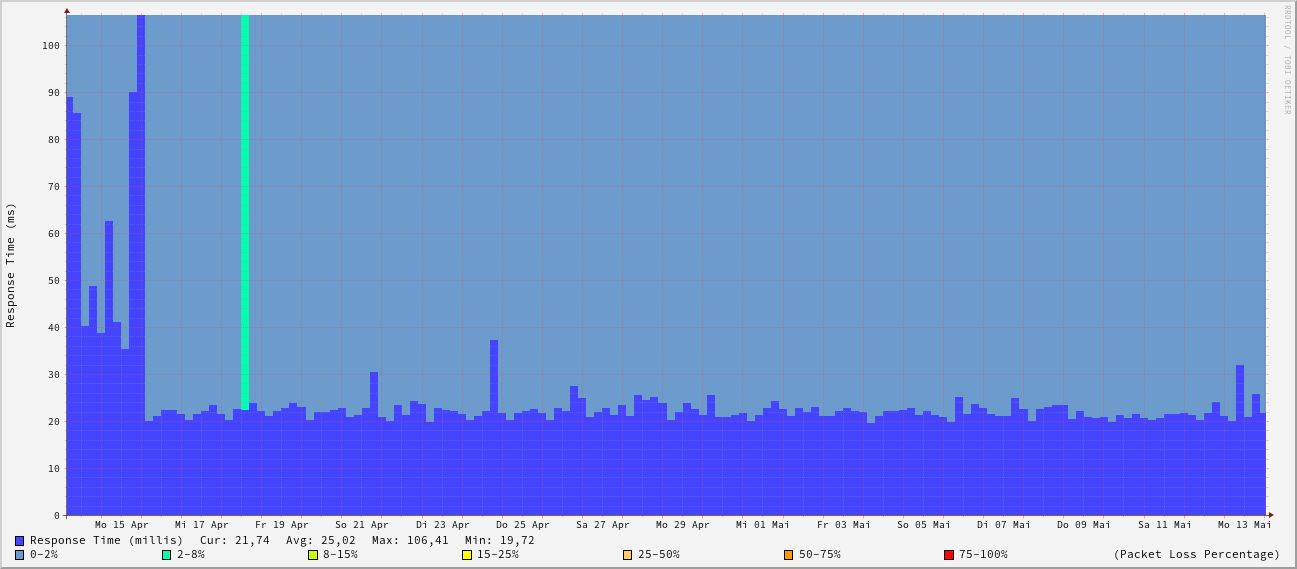 RRDTOOL / TOBI OETIKER
Response Time (ms)
100
90
80
70
60
50
40
30
20
10
0
Mo 15 Apr Mi 17 Apr Fr 19 Apr So 21 Apr Di 23 Apr Do 25 Apr Sa 27 Apr Mo 29 Apr Mi 01 Mai Fr 03 Mai So 05 Mai Di 07 Mai Do 09 Mai Sa 11 Mai Mo 13 Mai
Response Time (millis) Cur: 21,74 Avg: 25,02 Max: 106,41 Min: 19,72
0-2% 2-8% 8-15% 15-25% 25-50% 50-75% 75-100% (Packet Loss Percentage)